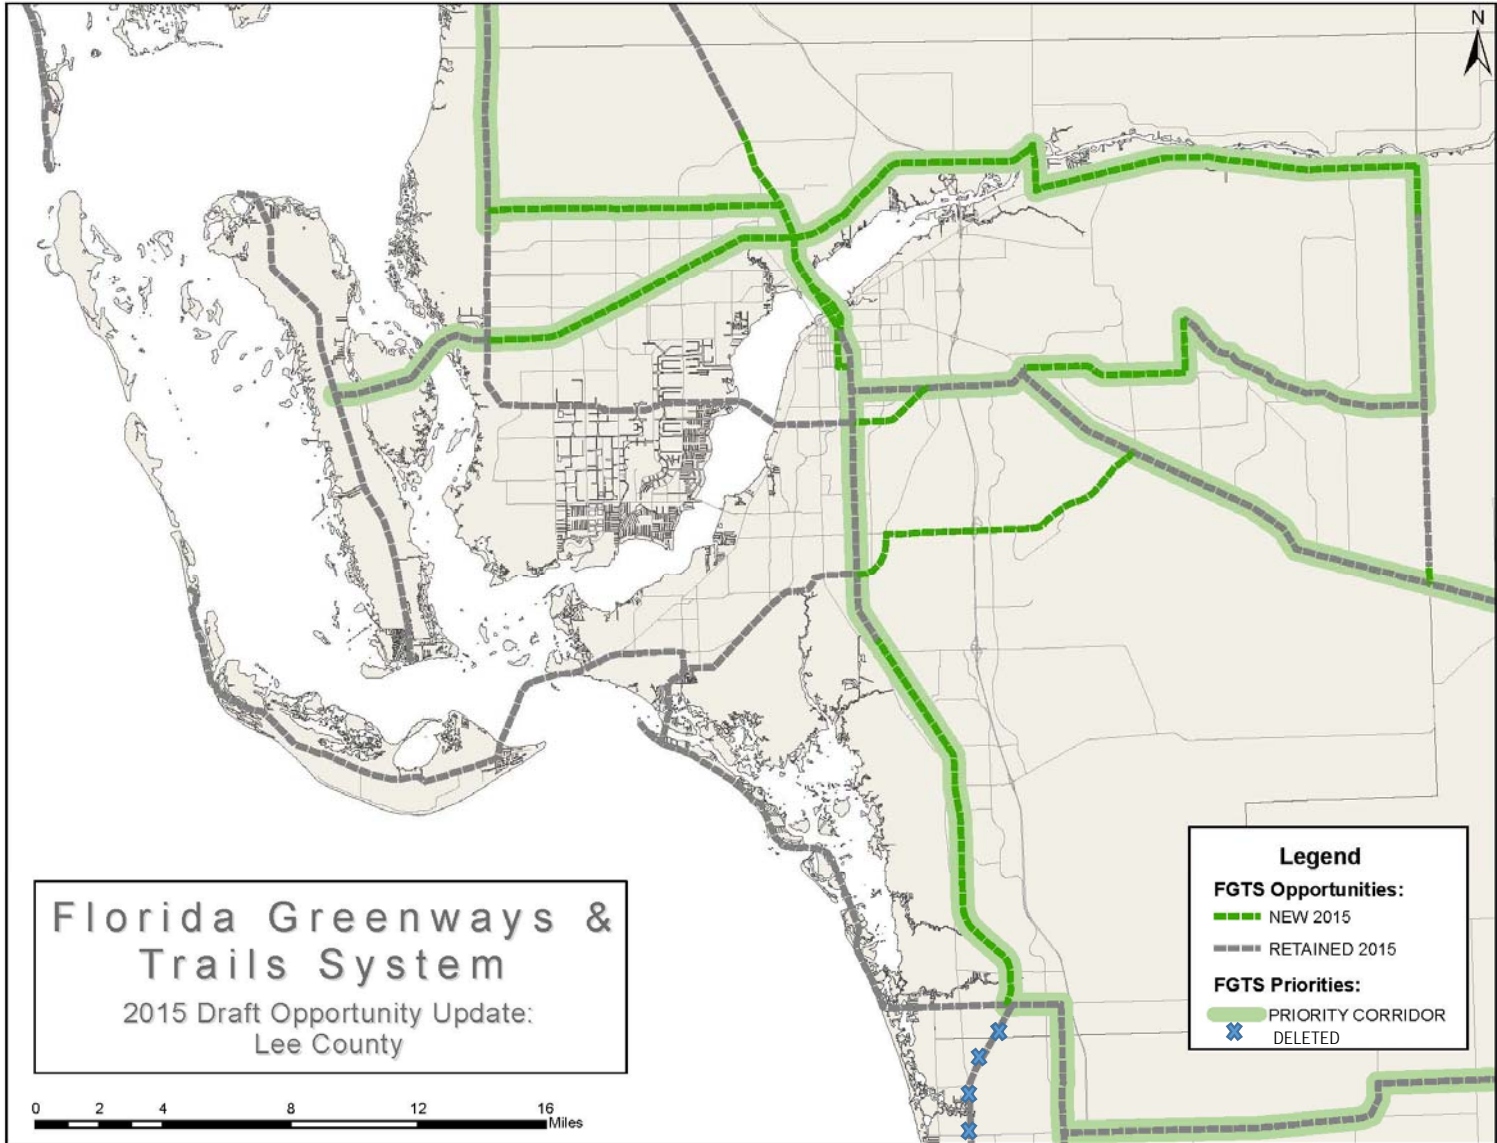 N
Legend
FGTS Opportunities:
NEW 2015
RETAINED 2015
FGTS Priorities:
PRIORITY CORRIDOR
DELETED
Florida Greenways &
Trails System
2015 Draft Opportunity Update:
Lee County
0 2 4 8 12 16
Miles